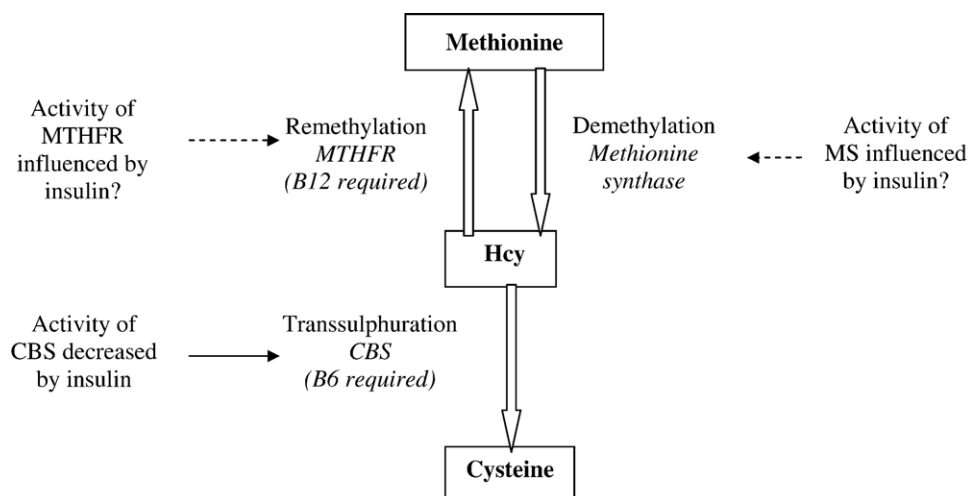 Methionine
Activity of
MTHFR
influenced by
insulin?
Remethylation
MTHFR
(B12 required)
Demethylation
Methionine
synthase
Activity of
MS influenced
by insulin?
Hcy
Activity of
CBS decreased
by insulin
Transsulphuration
CBS
(B6 required)
Cysteine